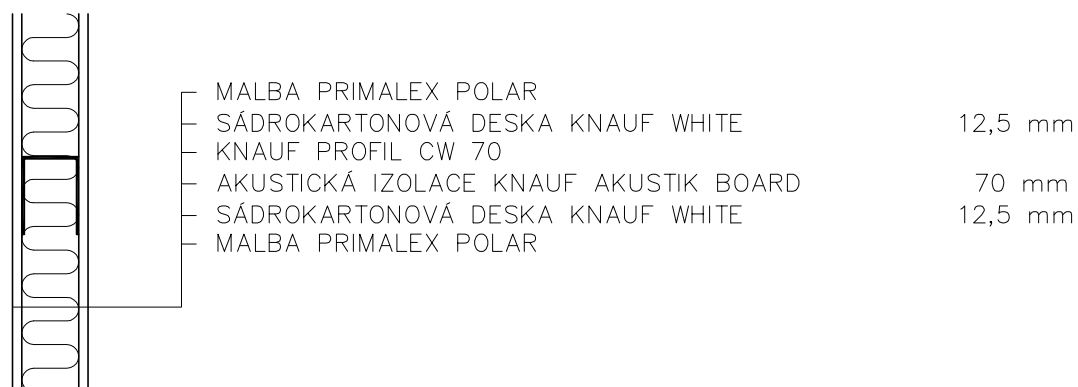 MALBA PRIMALEX POLAR
SÁDROKARTONOVÁ DESKA KNAUF WHITE 12,5 mm
KNAUF PROFIL CW 70
AKUSTICKÁ IZOLACE KNAUF AKUSTIK BOARD 70 mm
SÁDROKARTONOVÁ DESKA KNAUF WHITE 12,5 mm
MALBA PRIMALEX POLAR